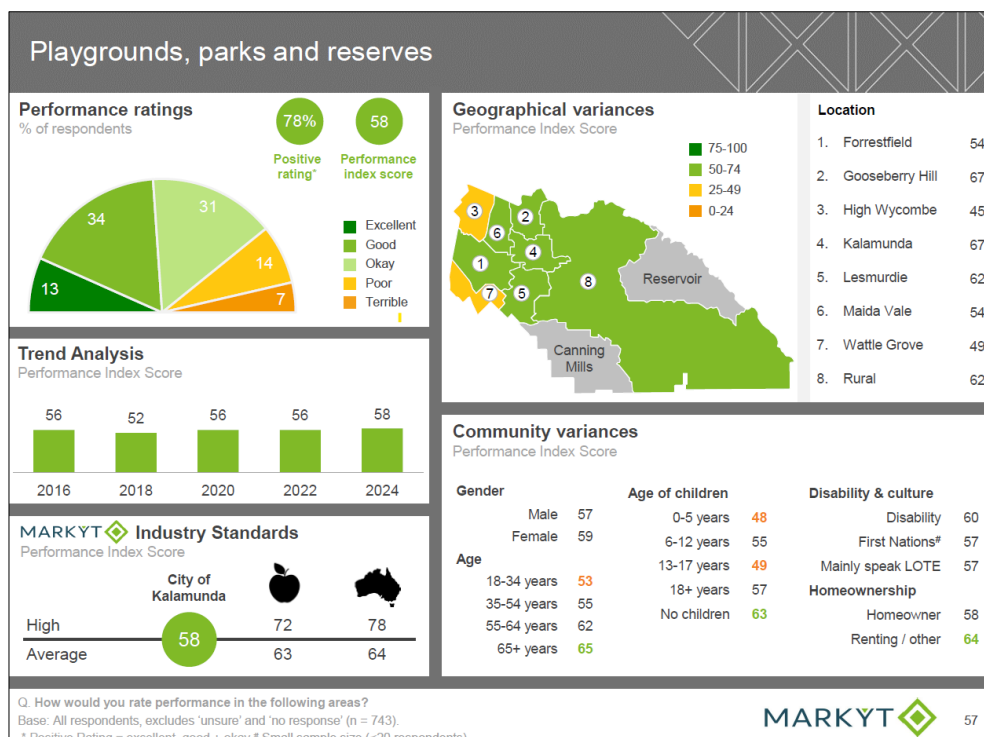 Playgrounds, parks and reserves
Performance ratings
% of respondents
78%
Positive
rating*
58
Performance
index score
13
34
31
14
7
Excellent
Good
Okay
Poor
Terrible
Trend Analysis
Performance Index Score
56
52
56
56
58
2016
2018
2020
2022
2024
MARKYT Industry Standards
Performance Index Score
City of
Kalamunda
High
72
78
58
Average
63
64
Geographical variances
Performance Index Score
75-100
50-74
25-49
0-24
3
2
6
4
1
8
7
5
Reservoir
Canning
Mills
Location
1. Forrestfield 54
2. Gooseberry Hill 67
3. High Wycombe 45
4. Kalamunda 67
5. Lesmurdie 62
6. Maida Vale 54
7. Wattle Grove 49
8. Rural 62
Community variances
Performance Index Score
Gender
Male 57
Female 59
Age
18-34 years 53
35-54 years 55
55-64 years 62
65+ years 65
Age of children
0-5 years 48
6-12 years 55
13-17 years 49
18+ years 57
No children 63
Disability & culture
Disability 60
First Nations# 57
Mainly speak LOTE 57
Homeownership
Homeowner 58
Renting / other 64
Q. How would you rate performance in the following areas?
Base: All respondents, excludes 'unsure' and 'no response' (n = 743).
* Positive Rating = excellent, good + okay # Small sample size (<20 respondents)
MARKYT
57